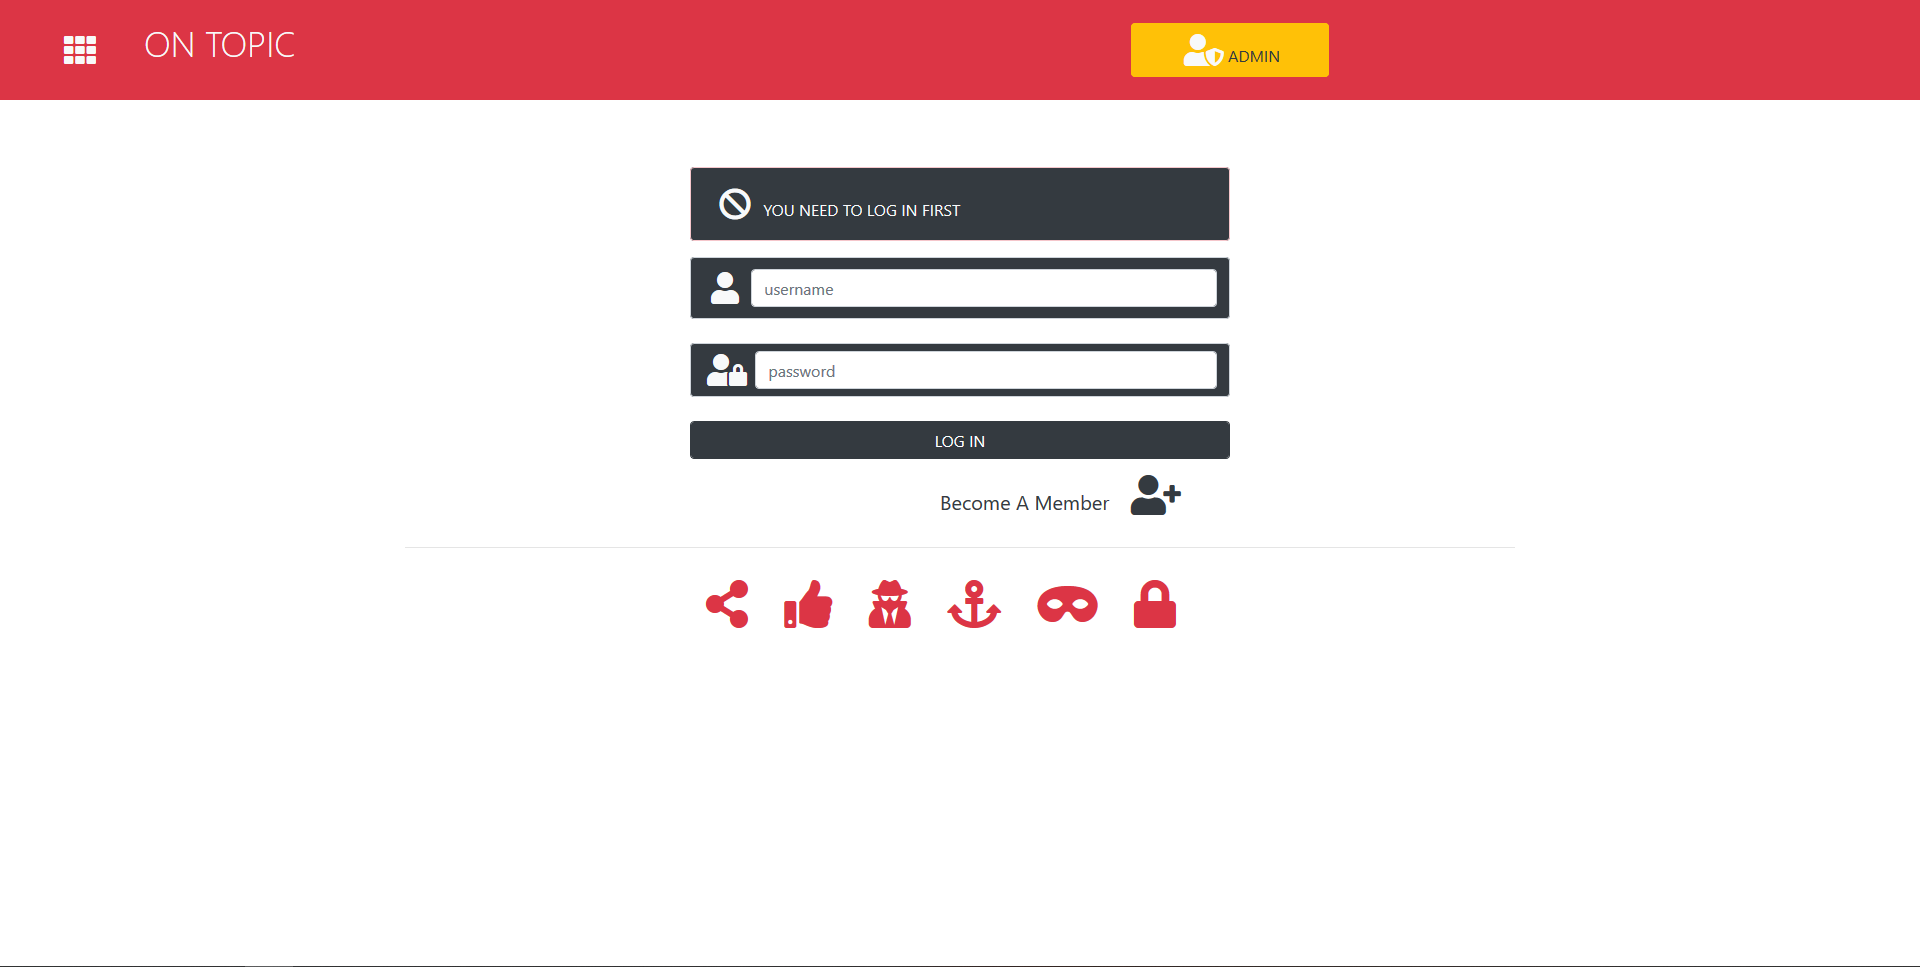 ON TOPIC
ADMIN
YOU NEED TO LOG IN FIRST
username
password
LOG IN
Become A Member